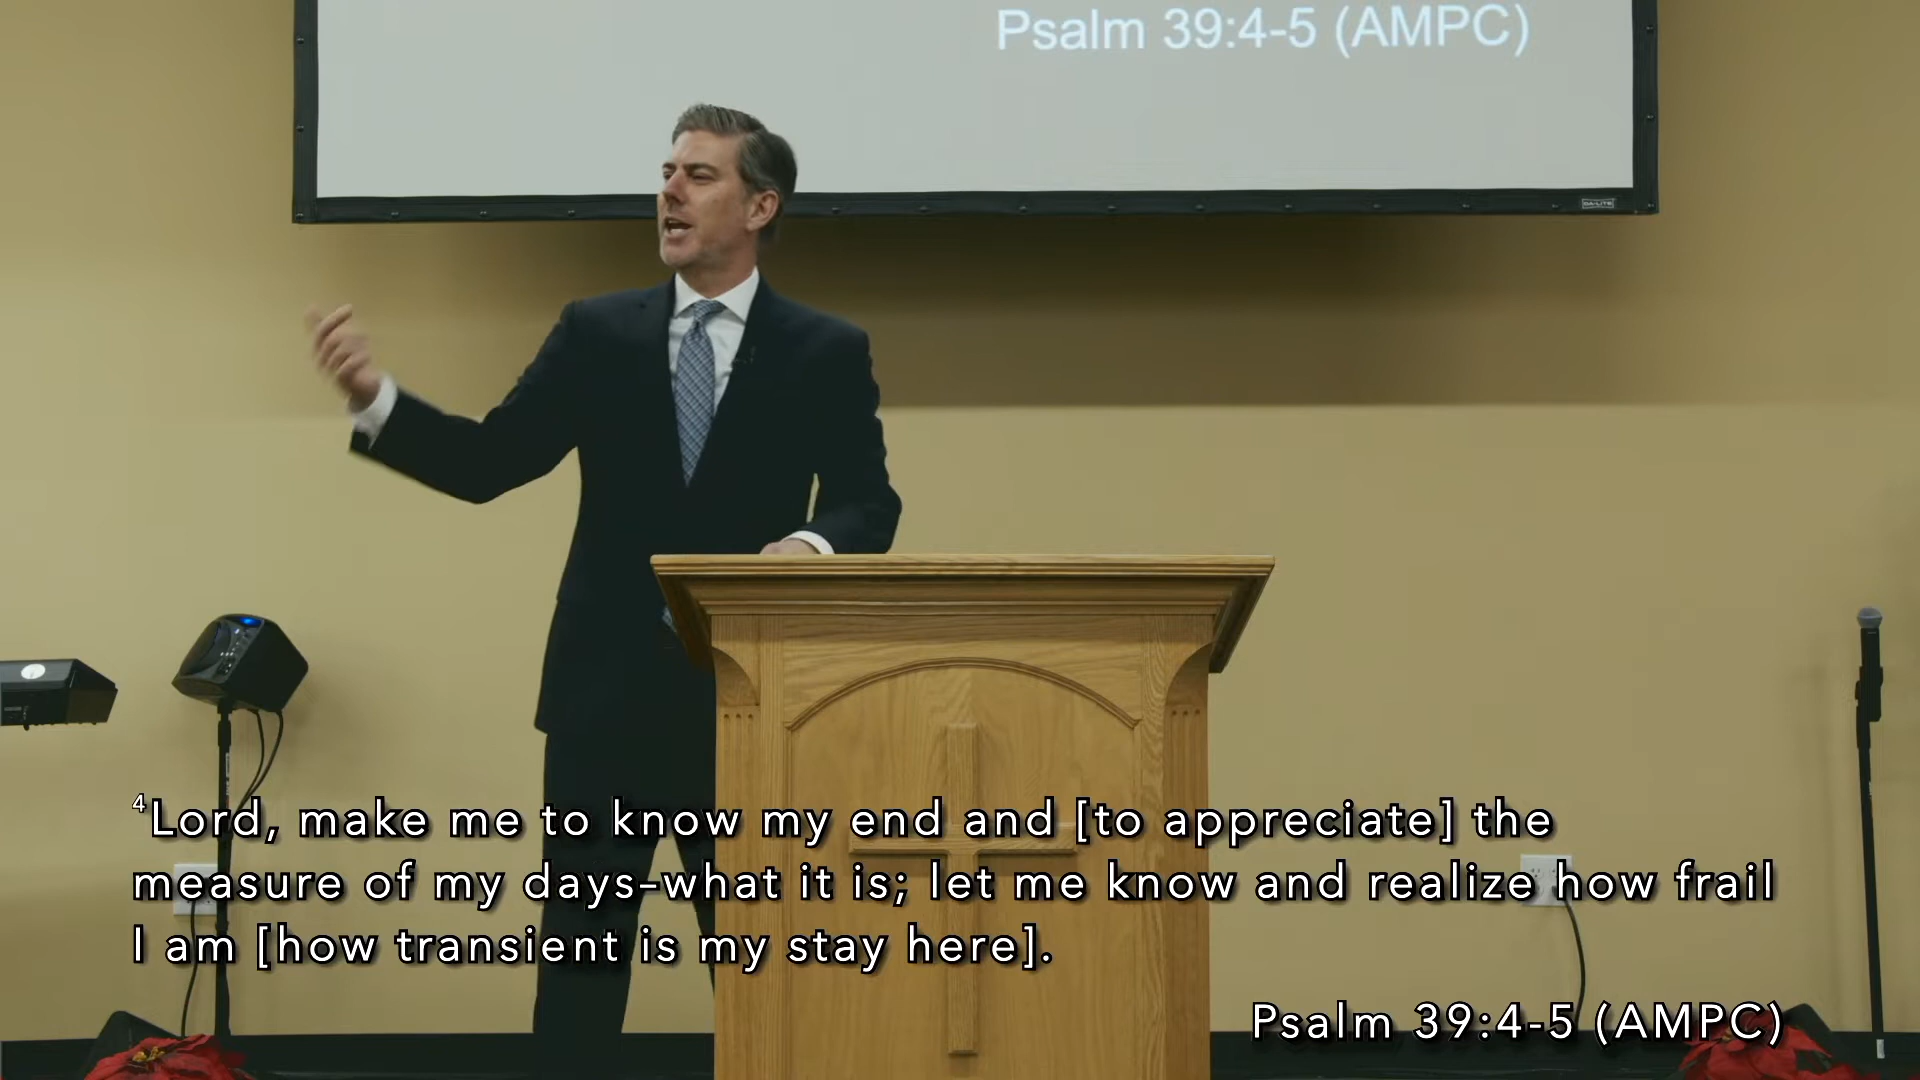 Psalm 39:4-5 (AMPC)
DA-LITE
⁴Lord, make me to know my end and [to appreciate] the
measure of my days–what it is; let me know and realize how frail
I am [how transient is my stay here].
Psalm 39:4-5 (AMPC)